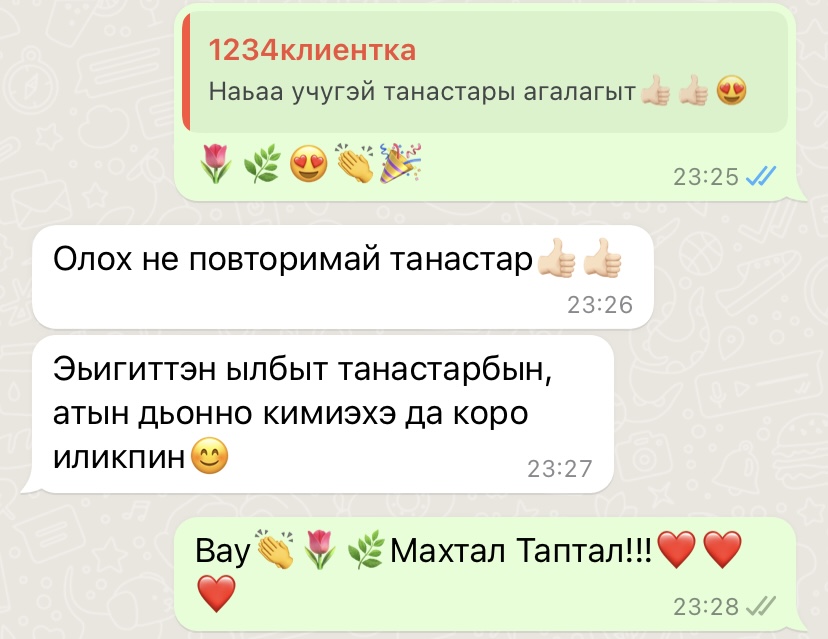 1234клиентка
Наьаа учугэй танастары агалагыт👍🏻👍🏻😍
🌷🌿😍👏🎉
23:25
Олох не повторимай танастар👍🏻👍🏻
23:26
Эьигиттэн ылбыт танастарбын,
атын дьонно кимиэхэ да коро
иликпин😊
23:27
Вау👏🌷🌿Махтал Таптал!!!❤️❤️
❤️
23:28